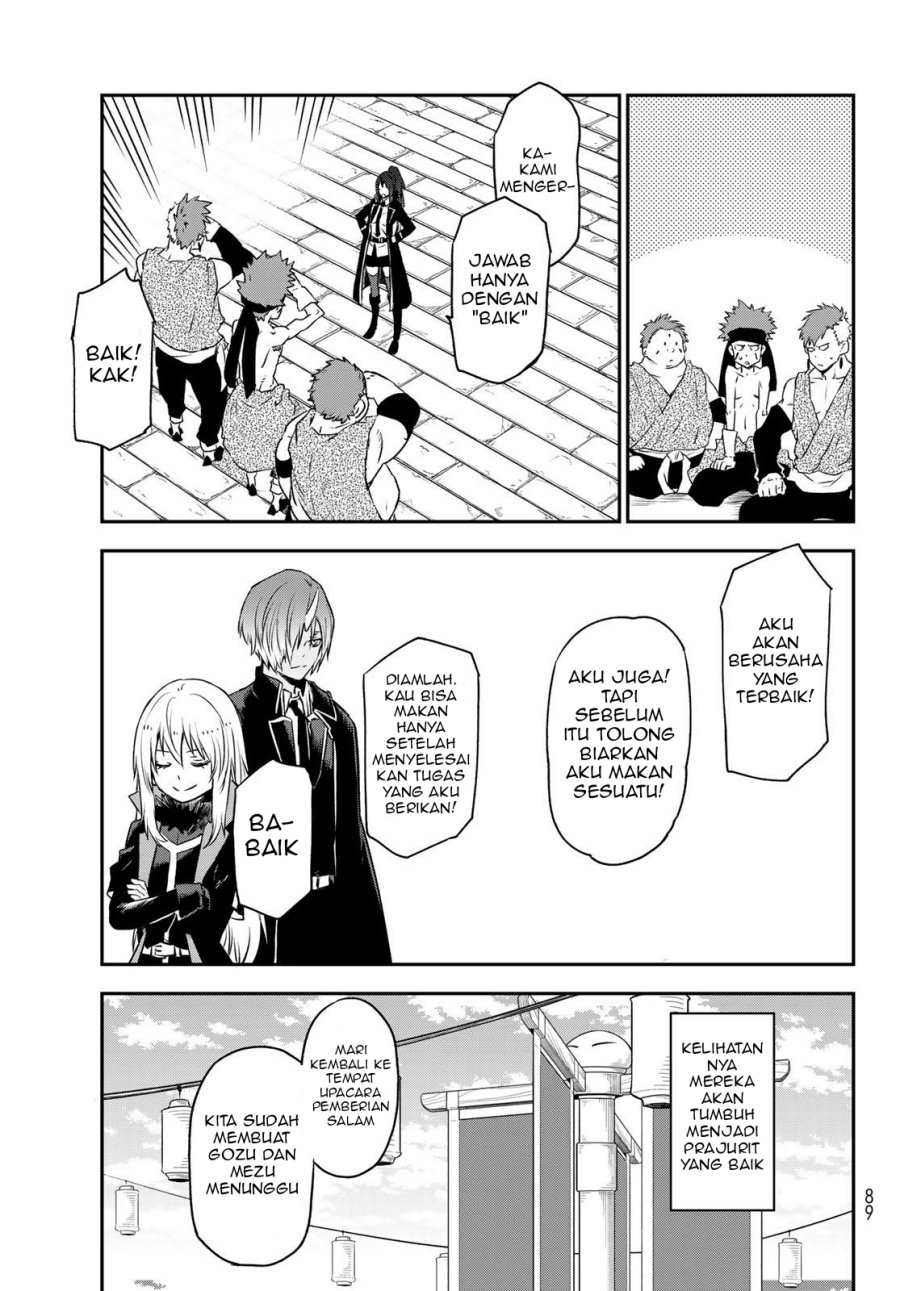 KA-
KAMI
MENGER-
JAWAB
HANYA
DENGAN
"BAIK"
BAIK!
KAK!
AKU
AKAN
BERUSAHA
YANG
TERBAIK!
AKU JUGA!
TAPI
SEBELUM
ITU TOLONG
BIARKAN
AKU MAKAN
SESUATU!
DIAMLAH.
KAU BISA
MAKAN
HANYA
SETELAH
MENYELESAI
KAN TUGAS
YANG AKU
BERIKAN!
BA-
BAIK
KELIHATAN
NYA
MEREKA
AKAN
TUMBUH
MENJADI
PRAJURIT
YANG BAIK
MARI
KEMBALI KE
TEMPAT
UPACARA
PEMBERIAN
SALAM
KITA SUDAH
MEMBUAT
GOZU DAN
MEZU
MENUNGGU
89